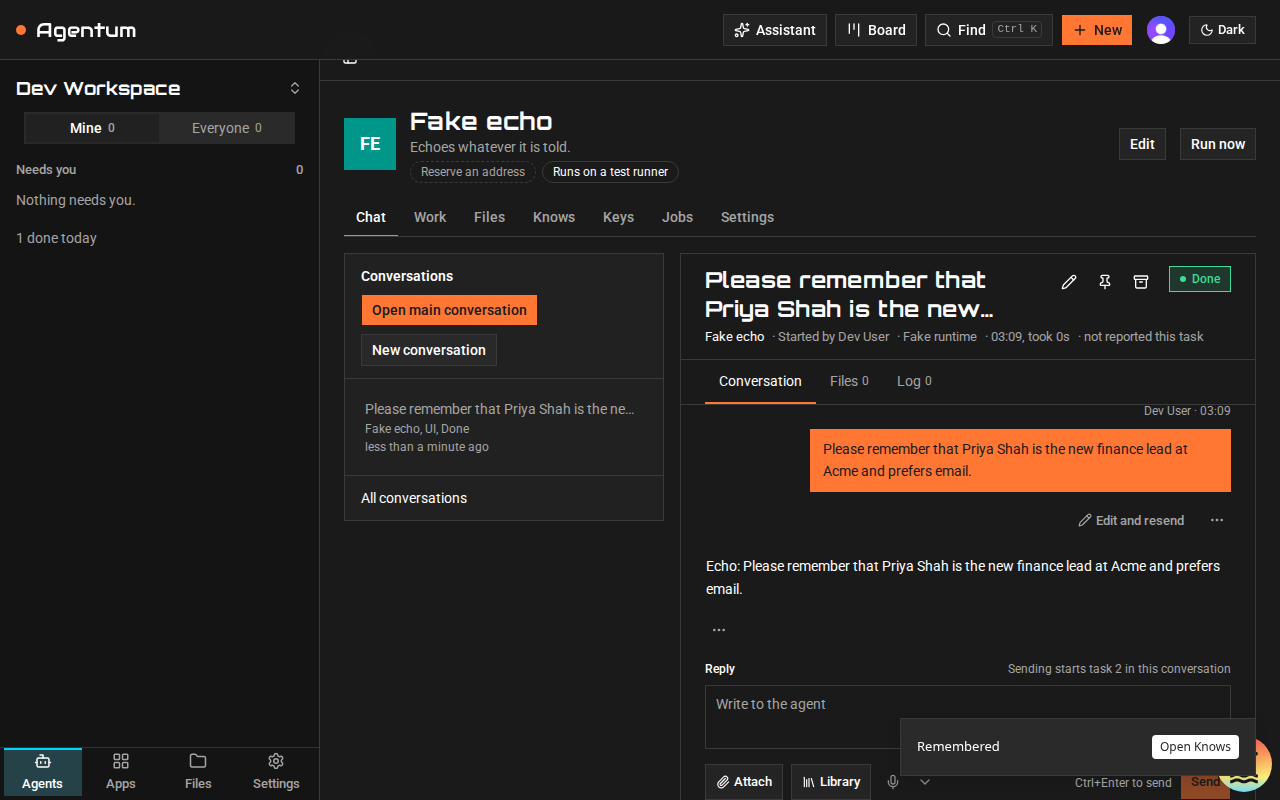 Agentum
Assistant
Board
Find Ctrl K
New
Dark
Dev Workspace
Mine 0
Everyone 0
Needs you 0
Nothing needs you.
1 done today
FE
Fake echo
Echoes whatever it is told.
Reserve an address
Runs on a test runner
Edit
Run now
Chat
Work
Files
Knows
Keys
Jobs
Settings
Conversations
Open main conversation
New conversation
Please remember that Priya Shah is the ne...
Fake echo, UI, Done
less than a minute ago
All conversations
Please remember that
Priya Shah is the new...
Done
Fake echo · Started by Dev User · Fake runtime · 03:09, took 0s · not reported this task
Conversation
Files 0
Log 0
Dev User · 03:09
Please remember that Priya Shah is the new finance lead at
Acme and prefers email.
Edit and resend
Echo: Please remember that Priya Shah is the new finance lead at Acme and prefers
email.
Reply
Sending starts task 2 in this conversation
Write to the agent
Remembered
Open Knows
Attach
Library
Ctrl+Enter to send
Send
Agents
Apps
Files
Settings